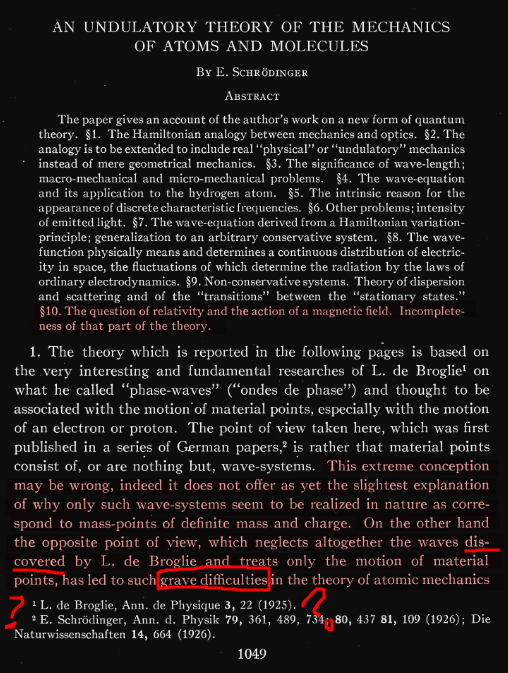 AN UNDULATORY THEORY OF THE MECHANICS
OF ATOMS AND MOLECULES
By E. Schrödinger
Abstract
The paper gives an account of the author's work on a new form of quantum
theory. §1. The Hamiltonian analogy between mechanics and optics. §2. The
analogy is to be extended to include real "physical" or "undulatory" mechanics
instead of mere geometrical mechanics. §3. The significance of wave-length;
macro-mechanical and micro-mechanical problems. §4. The wave-equation
and its application to the hydrogen atom. §5. The intrinsic reason for the
appearance of discrete characteristic frequencies. §6. Other problems; intensity
of emitted light. §7. The wave-equation derived from a Hamiltonian variation-
principle; generalization to an arbitrary conservative system. §8. The wave-
function physically means and determines a continuous distribution of electric-
ity in space, the fluctuations of which determine the radiation by the laws of
ordinary electrodynamics. §9. Non-conservative systems. Theory of dispersion
and scattering and of the "transitions" between the "stationary states."
§10. The question of relativity and the action of a magnetic field. Incomplete-
ness of that part of the theory.
1. The theory which is reported in the following pages is based on
the very interesting and fundamental researches of L. de Broglie¹ on
what he called "phase-waves" ("ondes de phase") and thought to be
associated with the motion of material points, especially with the motion
of an electron or proton. The point of view taken here, which was first
published in a series of German papers,² is rather that material points
consist of, or are nothing but, wave-systems. This extreme conception
may be wrong, indeed it does not offer as yet the slightest explanation
of why only such wave-systems seem to be realized in nature as corre-
spond to mass-points of definite mass and charge. On the other hand
the opposite point of view, which neglects altogether the waves dis-
covered by L. de Broglie and treats only the motion of material
points, has led to such grave difficulties in the theory of atomic mechanics
? ?
¹ L. de Broglie, Ann. de Physique 3, 22 (1925).
² E. Schrödinger, Ann. d. Physik 79, 361, 489, 734; 80, 437 81, 109 (1926); Die
Naturwissenschaften 14, 664 (1926).
1049